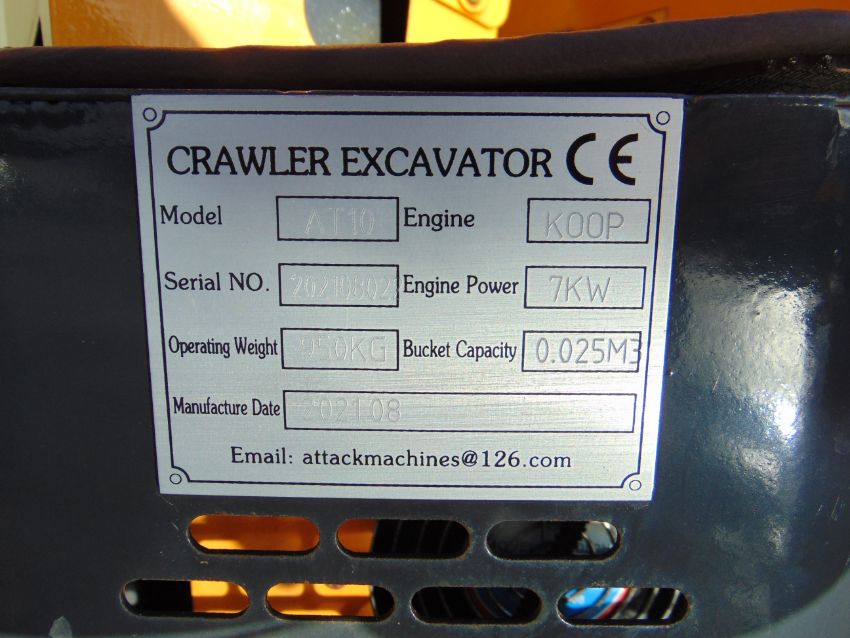 CRAWLER EXCAVATOR CE
Model AT10 Engine KOOP
Serial NO. Engine Power 7KW
Operating Weight 950KG Bucket Capacity 0.025M3
Manufacture Date 202108
Email: attackmachines@126.com